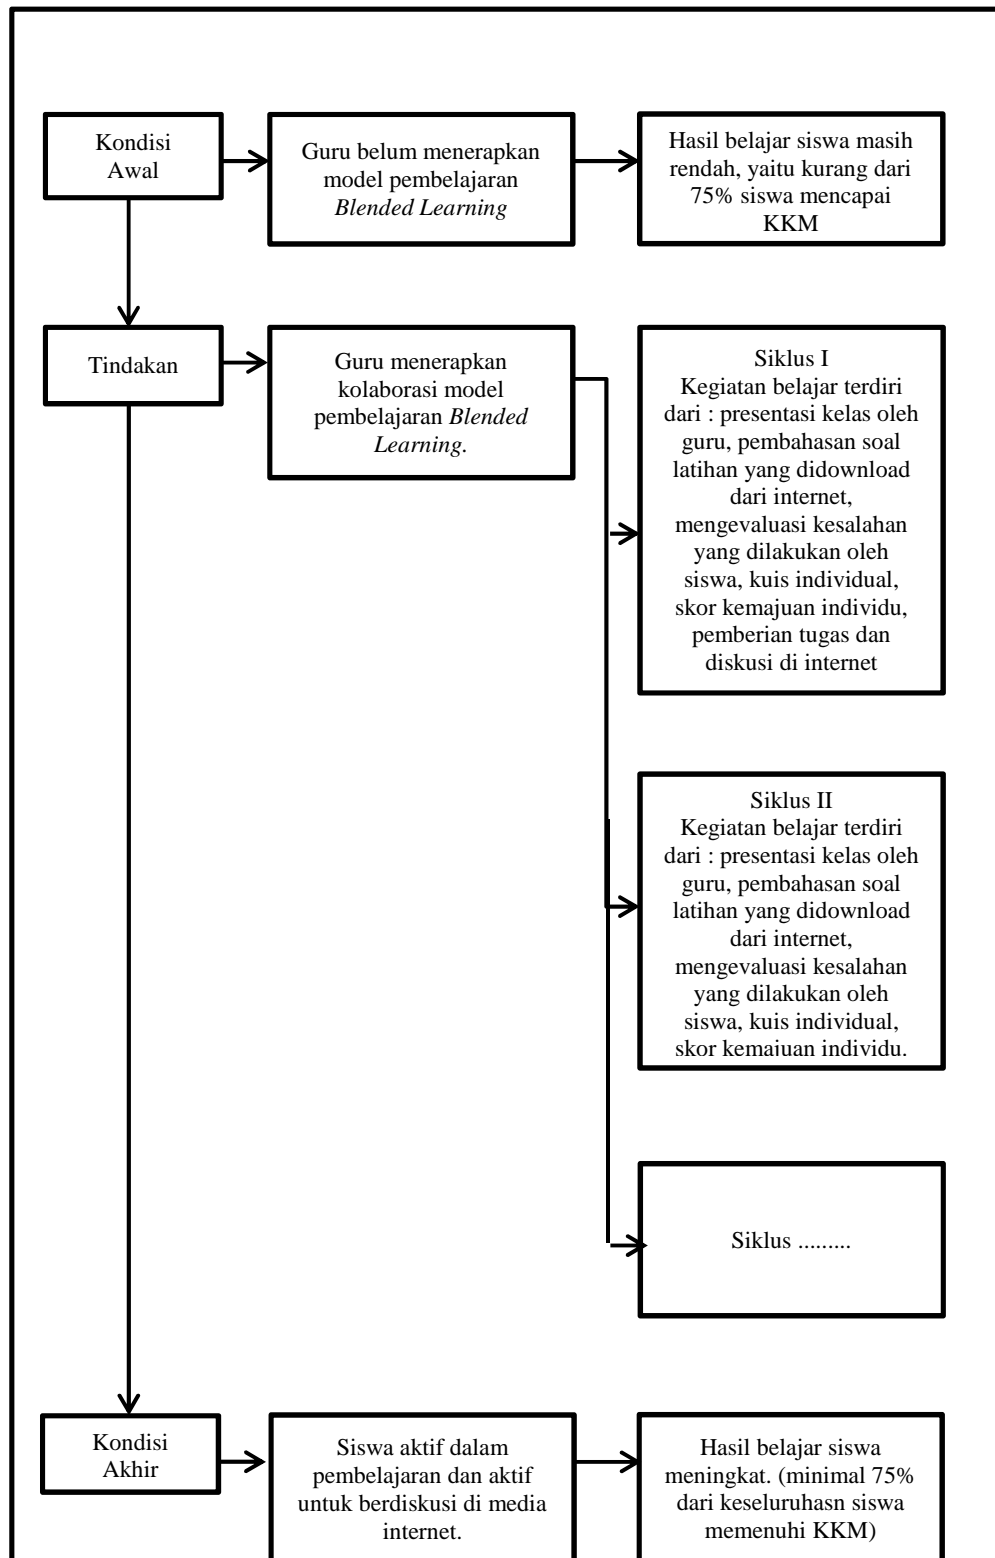 Kondisi
Awal
Guru belum menerapkan
model pembelajaran
Blended Learning
Hasil belajar siswa masih
rendah, yaitu kurang dari
75% siswa mencapai
KKM
Tindakan
Guru menerapkan
kolaborasi model
pembelajaran Blended
Learning.
Siklus I
Kegiatan belajar terdiri
dari : presentasi kelas oleh
guru, pembahasan soal
latihan yang didownload
dari internet,
mengevaluasi kesalahan
yang dilakukan oleh
siswa, kuis individual,
skor kemajuan individu,
pemberian tugas dan
diskusi di internet
Siklus II
Kegiatan belajar terdiri
dari : presentasi kelas oleh
guru, pembahasan soal
latihan yang didownload
dari internet,
mengevaluasi kesalahan
yang dilakukan oleh
siswa, kuis individual,
skor kemajuan individu.
Siklus .........
Kondisi
Akhir
Siswa aktif dalam
pembelajaran dan aktif
untuk berdiskusi di media
internet.
Hasil belajar siswa
meningkat. (minimal 75%
dari keseluruhasn siswa
memenuhi KKM)